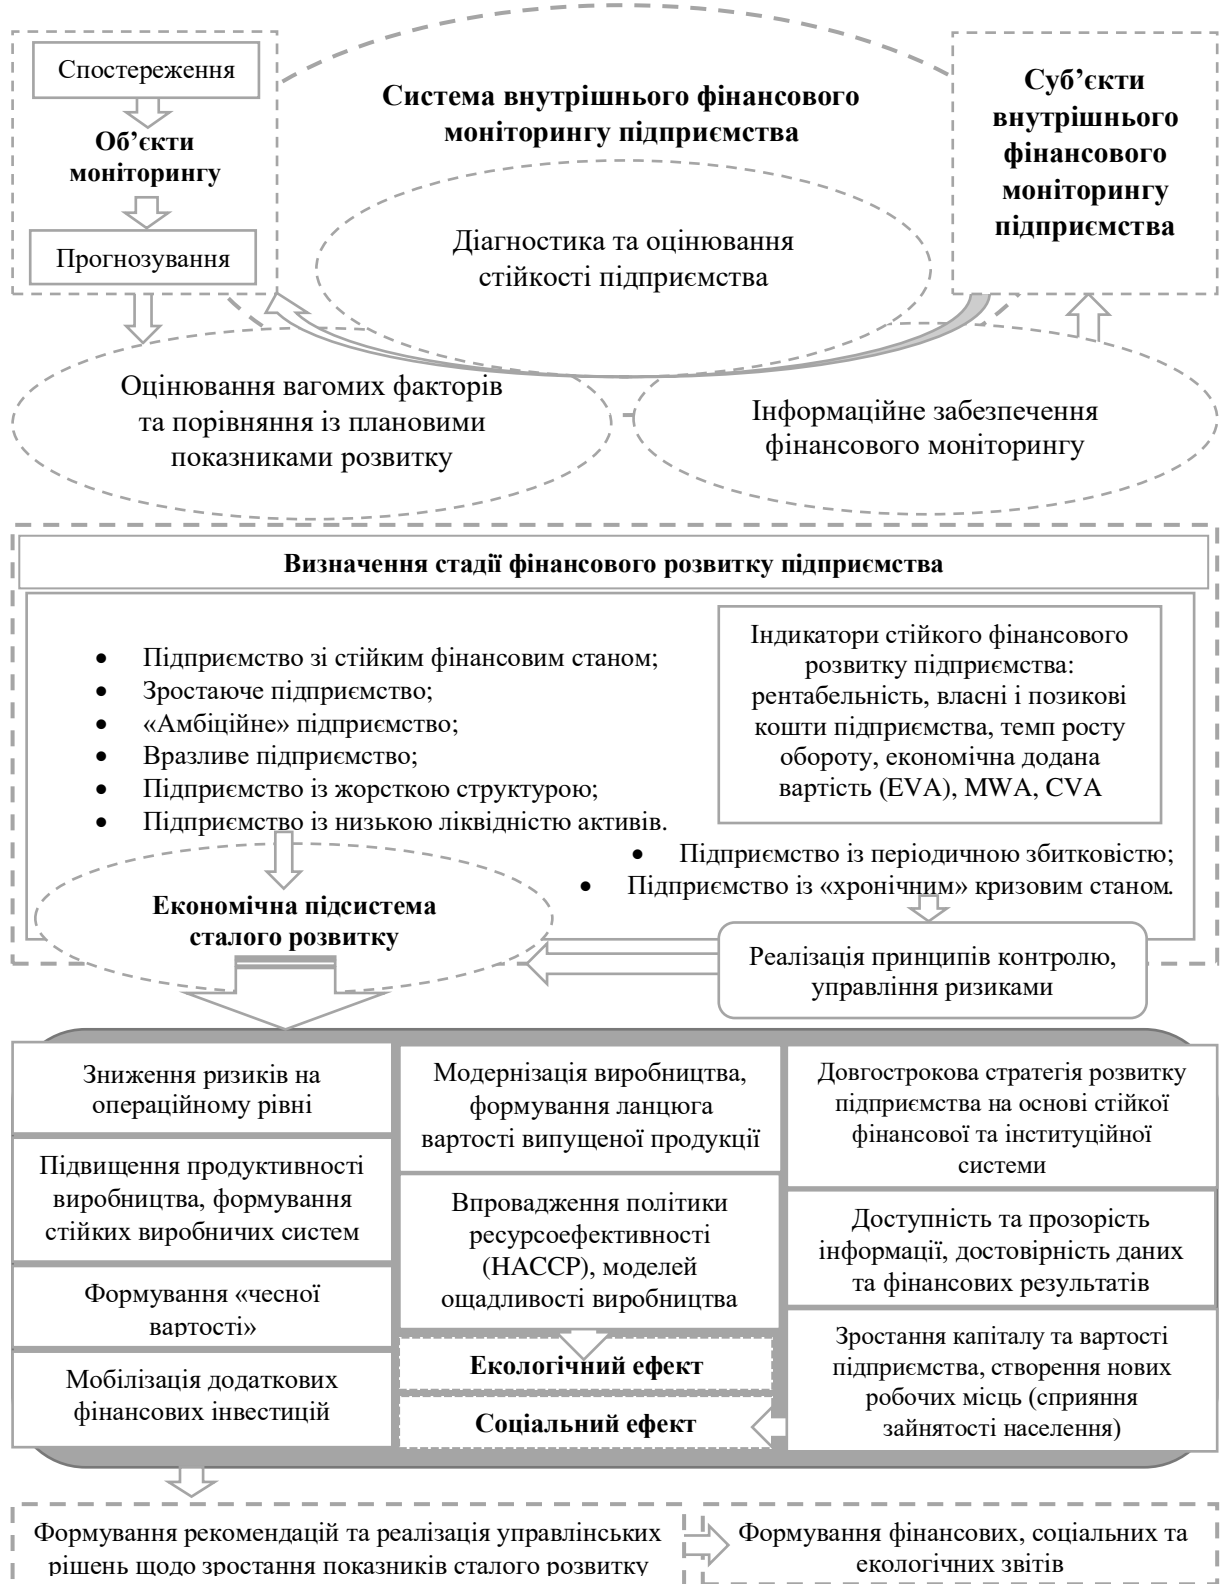 Спостереження
Об’єкти
моніторингу
Прогнозування
Система внутрішнього фінансового
моніторингу підприємства
Діагностика та оцінювання
стійкості підприємства
Суб’єкти
внутрішнього
фінансового
моніторингу
підприємства
Оцінювання вагомих факторів
та порівняння із плановими
показниками розвитку
Інформаційне забезпечення
фінансового моніторингу
Визначення стадії фінансового розвитку підприємства
• Підприємство зі стійким фінансовим станом;
• Зростаюче підприємство;
• «Амбіційне» підприємство;
• Вразливе підприємство;
• Підприємство із жорсткою структурою;
• Підприємство із низькою ліквідністю активів.
Індикатори стійкого фінансового
розвитку підприємства:
рентабельність, власні і позикові
кошти підприємства, темп росту
обороту, економічна додана
вартість (EVA), MWA, CVA
• Підприємство із періодичною збитковістю;
• Підприємство із «хронічним» кризовим станом.
Економічна підсистема
сталого розвитку
Реалізація принципів контролю,
управління ризиками
Зниження ризиків на
операційному рівні
Підвищення продуктивності
виробництва, формування
стійких виробничих систем
Формування «чесної
вартості»
Мобілізація додаткових
фінансових інвестицій
Модернізація виробництва,
формування ланцюга
вартості випущеної продукції
Впровадження політики
ресурсоефективності
(НАССР), моделей
ощадливості виробництва
Екологічний ефект
Соціальний ефект
Довгострокова стратегія розвитку
підприємства на основі стійкої
фінансової та інституційної
системи
Доступність та прозорість
інформації, достовірність даних
та фінансових результатів
Зростання капіталу та вартості
підприємства, створення нових
робочих місць (сприяння
зайнятості населення)
Формування рекомендацій та реалізація управлінських
рішень щодо зростання показників сталого розвитку
Формування фінансових, соціальних та
екологічних звітів